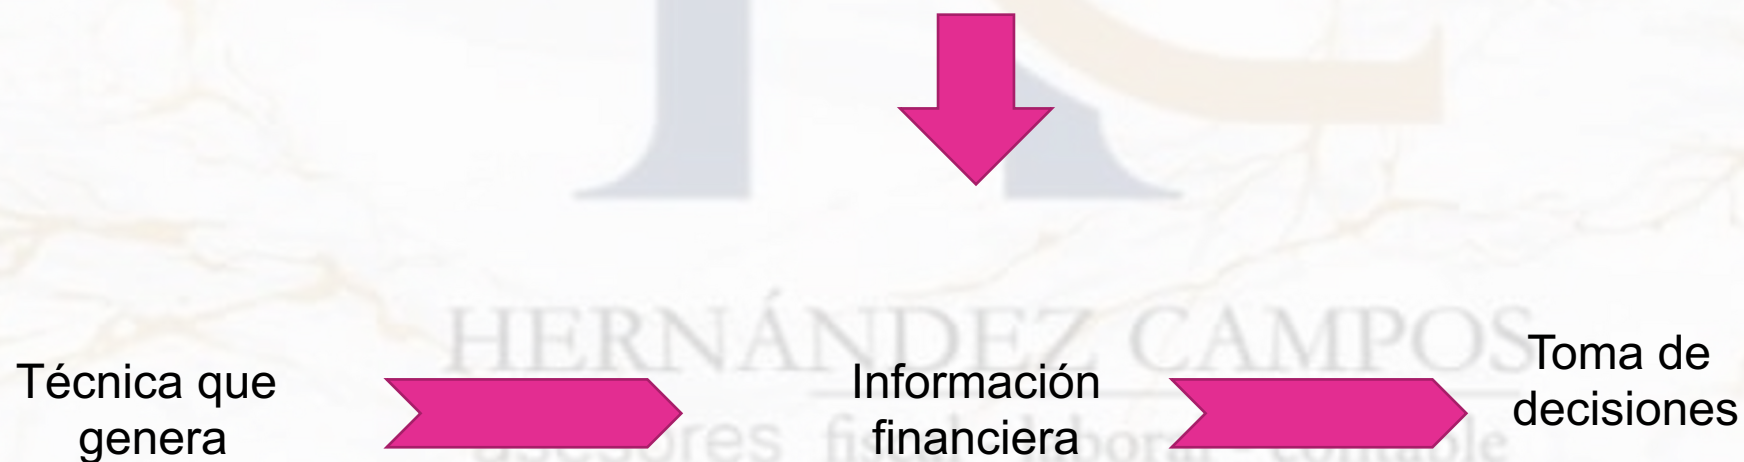 HERNÁNDEZ CAMPOS
Técnica que
genera
Información
financiera
Toma de
decisiones